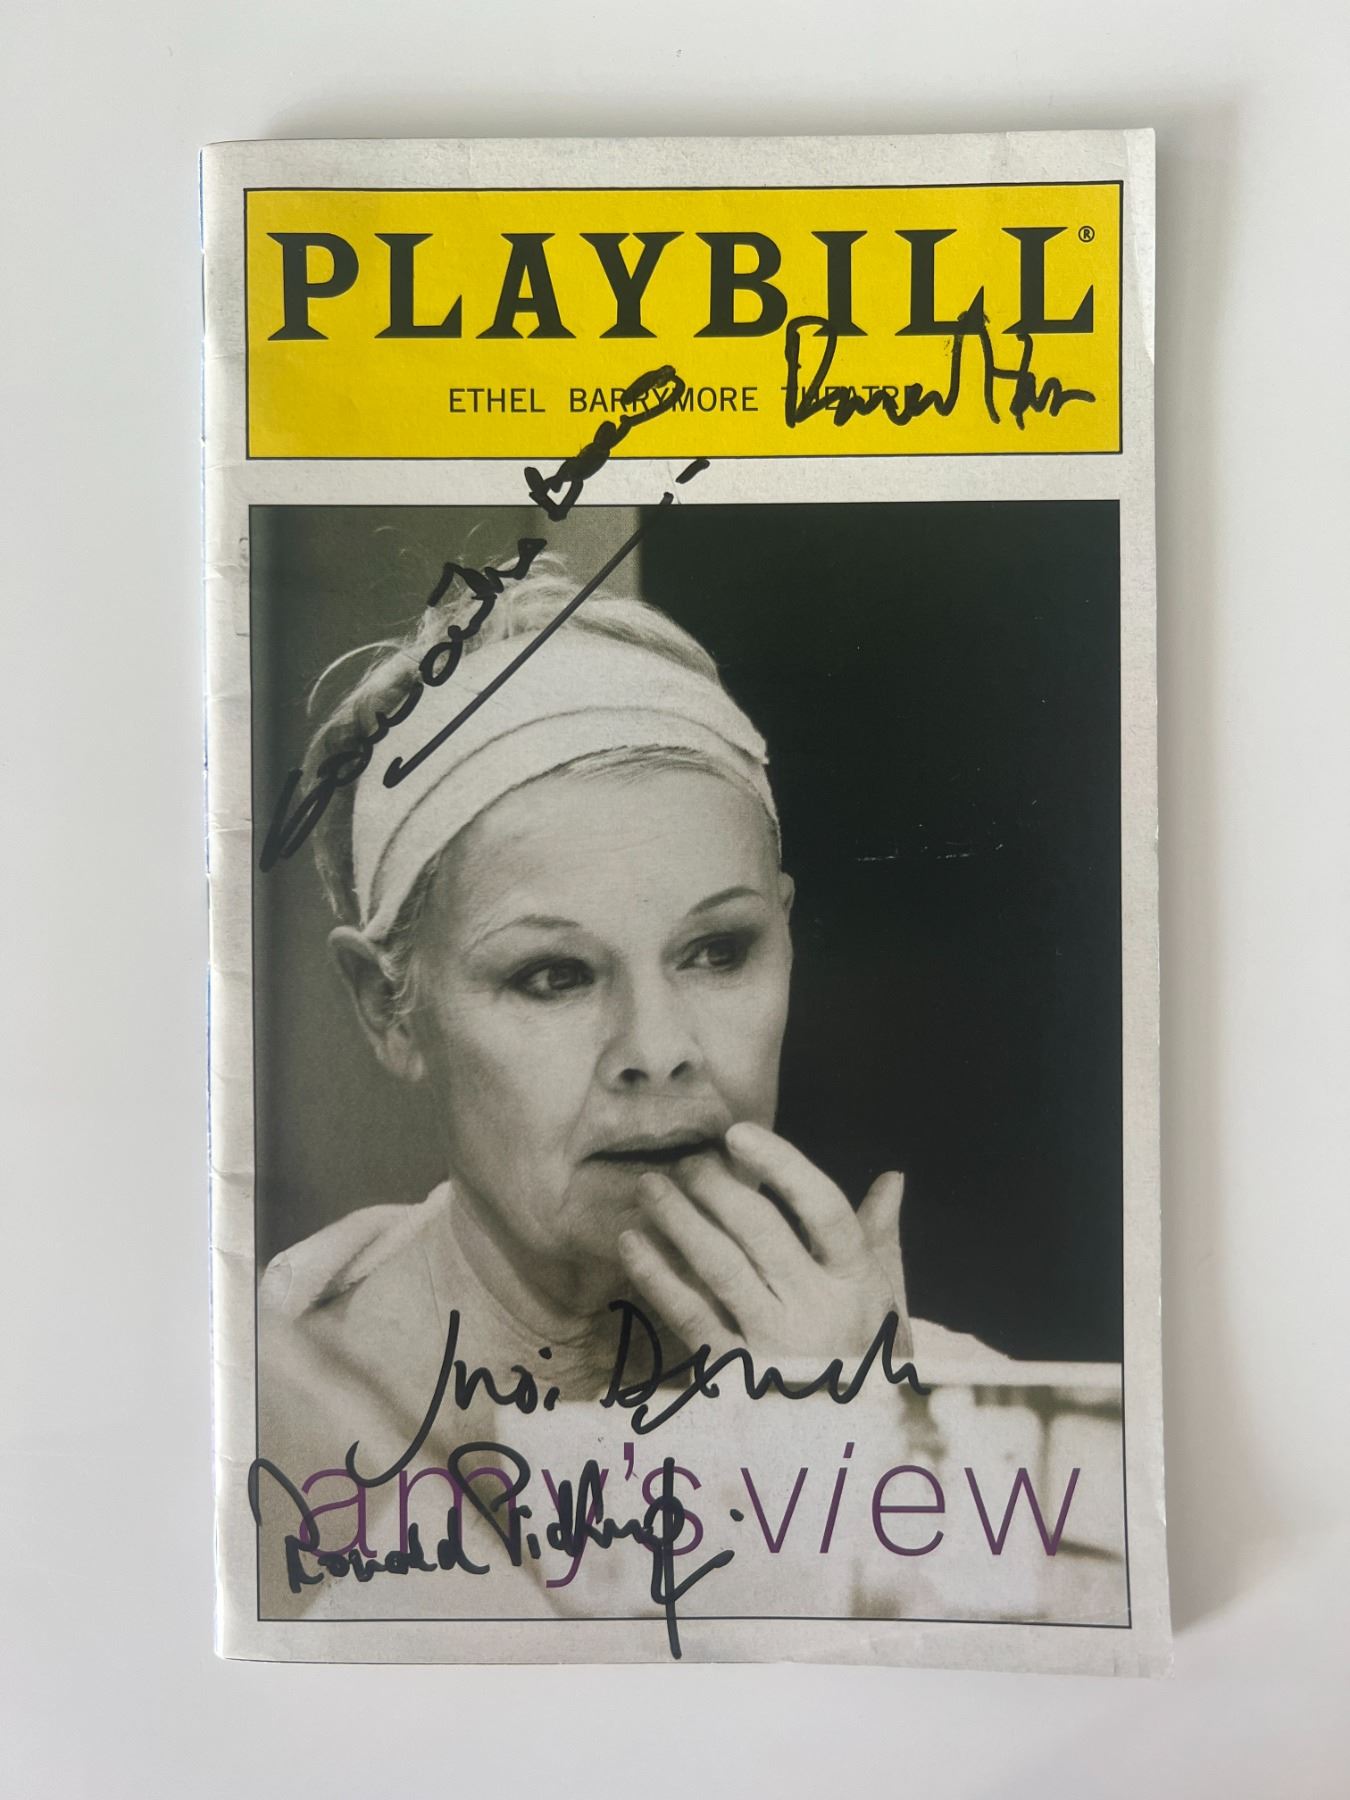 PLAYBILL®
ETHEL BARRYMORE THEATRE
Judi Dench
amy's view
Ronald Pickup